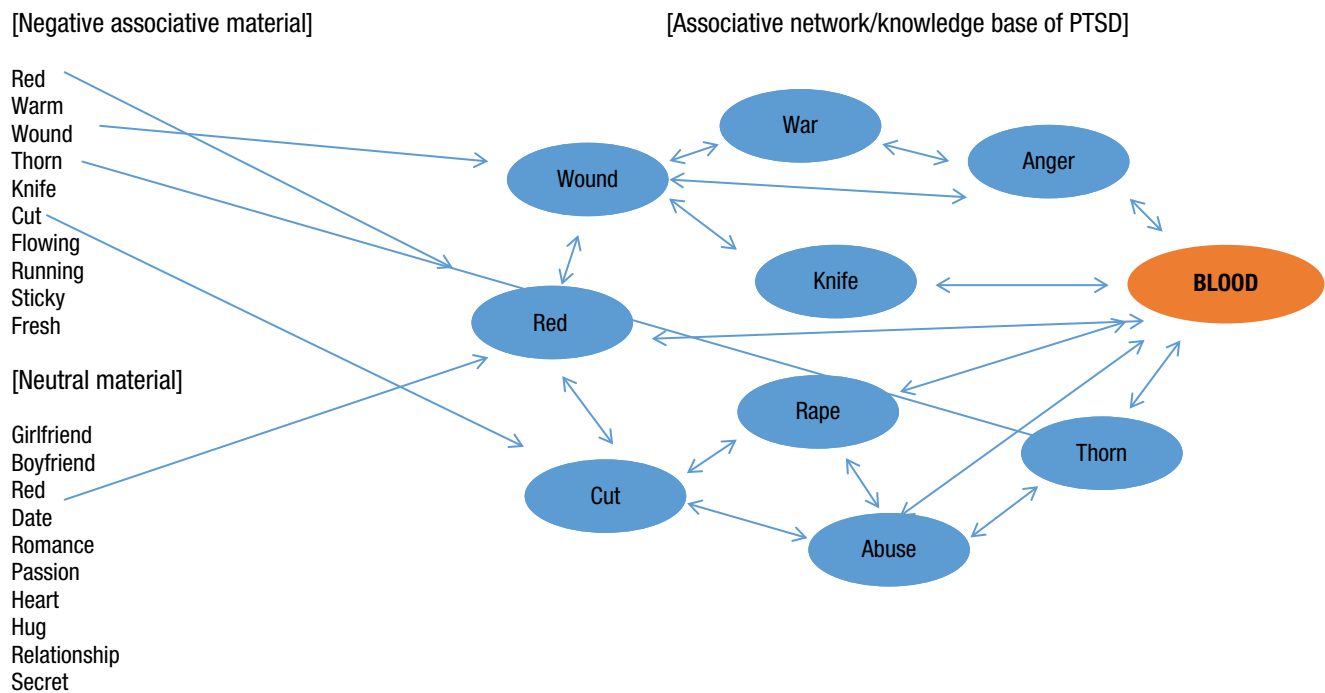 [Negative associative material]
[Associative network/knowledge base of PTSD]
Red
Warm
Wound
Thorn
Knife
Cut
Flowing
Running
Sticky
Fresh
[Neutral material]
Girlfriend
Boyfriend
Red
Date
Romance
Passion
Heart
Hug
Relationship
Secret
War
Anger
Wound
Knife
BLOOD
Red
Rape
Thorn
Cut
Abuse